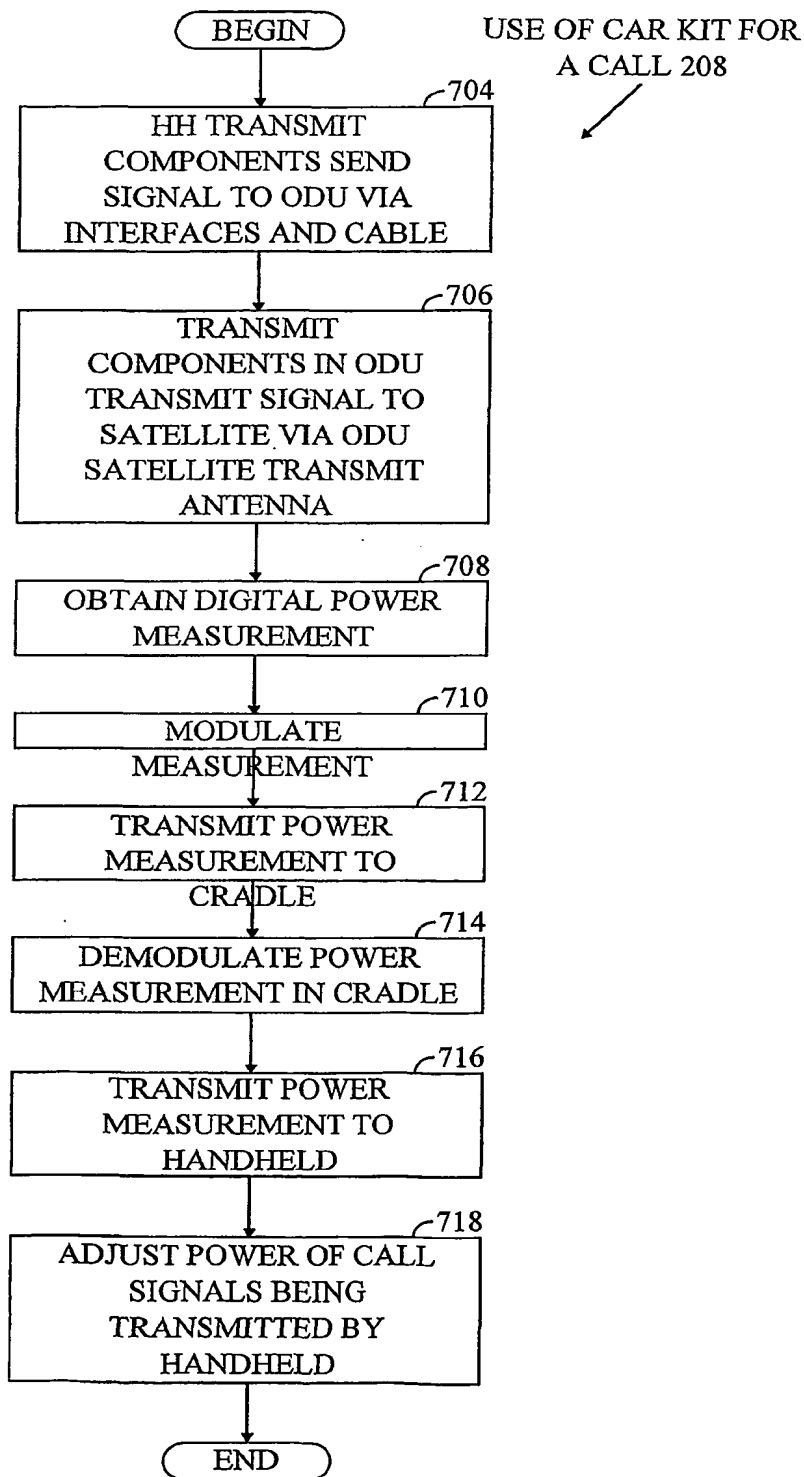 BEGIN
USE OF CAR KIT FOR
A CALL 208
704
HH TRANSMIT
COMPONENTS SEND
SIGNAL TO ODU VIA
INTERFACES AND CABLE
706
TRANSMIT
COMPONENTS IN ODU
TRANSMIT SIGNAL TO
SATELLITE VIA ODU
SATELLITE TRANSMIT
ANTENNA
708
OBTAIN DIGITAL POWER
MEASUREMENT
710
MODULATE
MEASUREMENT
712
TRANSMIT POWER
MEASUREMENT TO
CRADLE
714
DEMODULATE POWER
MEASUREMENT IN CRADLE
716
TRANSMIT POWER
MEASUREMENT TO
HANDHELD
718
ADJUST POWER OF CALL
SIGNALS BEING
TRANSMITTED BY
HANDHELD
END